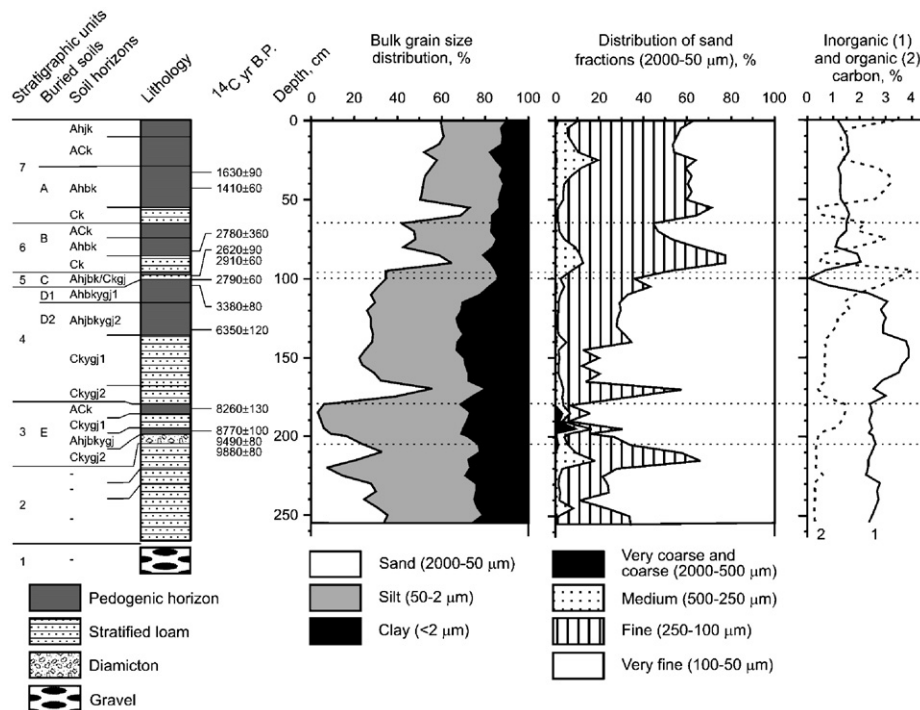 Stratigraphic units
Buried soils
Soil horizons
Lithology
14C yr B.P.
Depth, cm
Bulk grain size
distribution, %
Distribution of sand
fractions (2000-50 μm), %
Inorganic (1)
and organic (2)
carbon, %
0 20 40 60 80 100
0 20 40 60 80 100
0 1 2 3 4
0
50
100
150
200
250
7
Ahjk
ACk
A
Ahbk
Ck
1630±90
1410±60
6
B
ACk
Ahbk
Ck
2780±360
2620±90
2910±60
5
C
Ahjbk/Ckgj
2790±60
4
D1
Ahbkygj1
3380±80
D2
Ahjbkygj2
6350±120
Ckygj1
Ckygj2
3
E
ACk
8260±130
Ckygj1
8770±100
Ahjbkygj
9490±80
Ckygj2
9880±80
2
-
-
-
1
-
2 1
Pedogenic horizon
Stratified loam
Diamicton
Gravel
Sand (2000-50 μm)
Silt (50-2 μm)
Clay (<2 μm)
Very coarse and
coarse (2000-500 μm)
Medium (500-250 μm)
Fine (250-100 μm)
Very fine (100-50 μm)